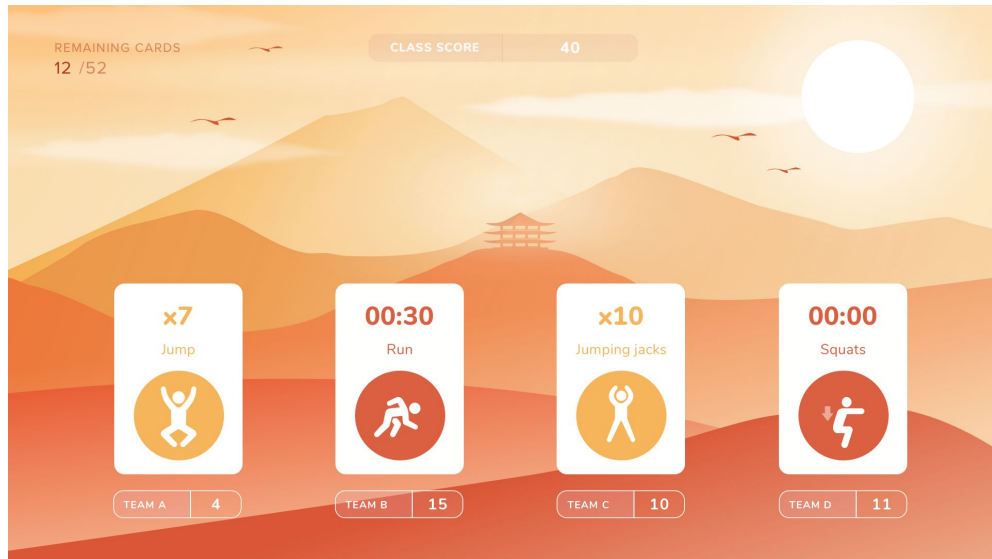 REMAINING CARDS
12 /52
CLASS SCORE 40
x7
Jump
00:30
Run
x10
Jumping jacks
00:00
Squats
TEAM A 4
TEAM B 15
TEAM C 10
TEAM D 11